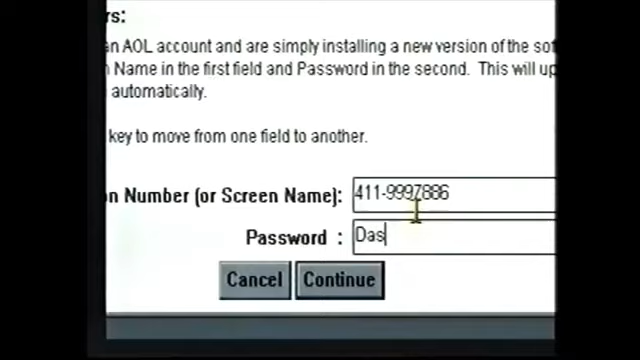 rs:
n AOL account and are simply installing a new version of the sof
n Name in the first field and Password in the second. This will up
automatically.
key to move from one field to another.
on Number (or Screen Name): 411-9997886
Password : Das
Cancel Continue